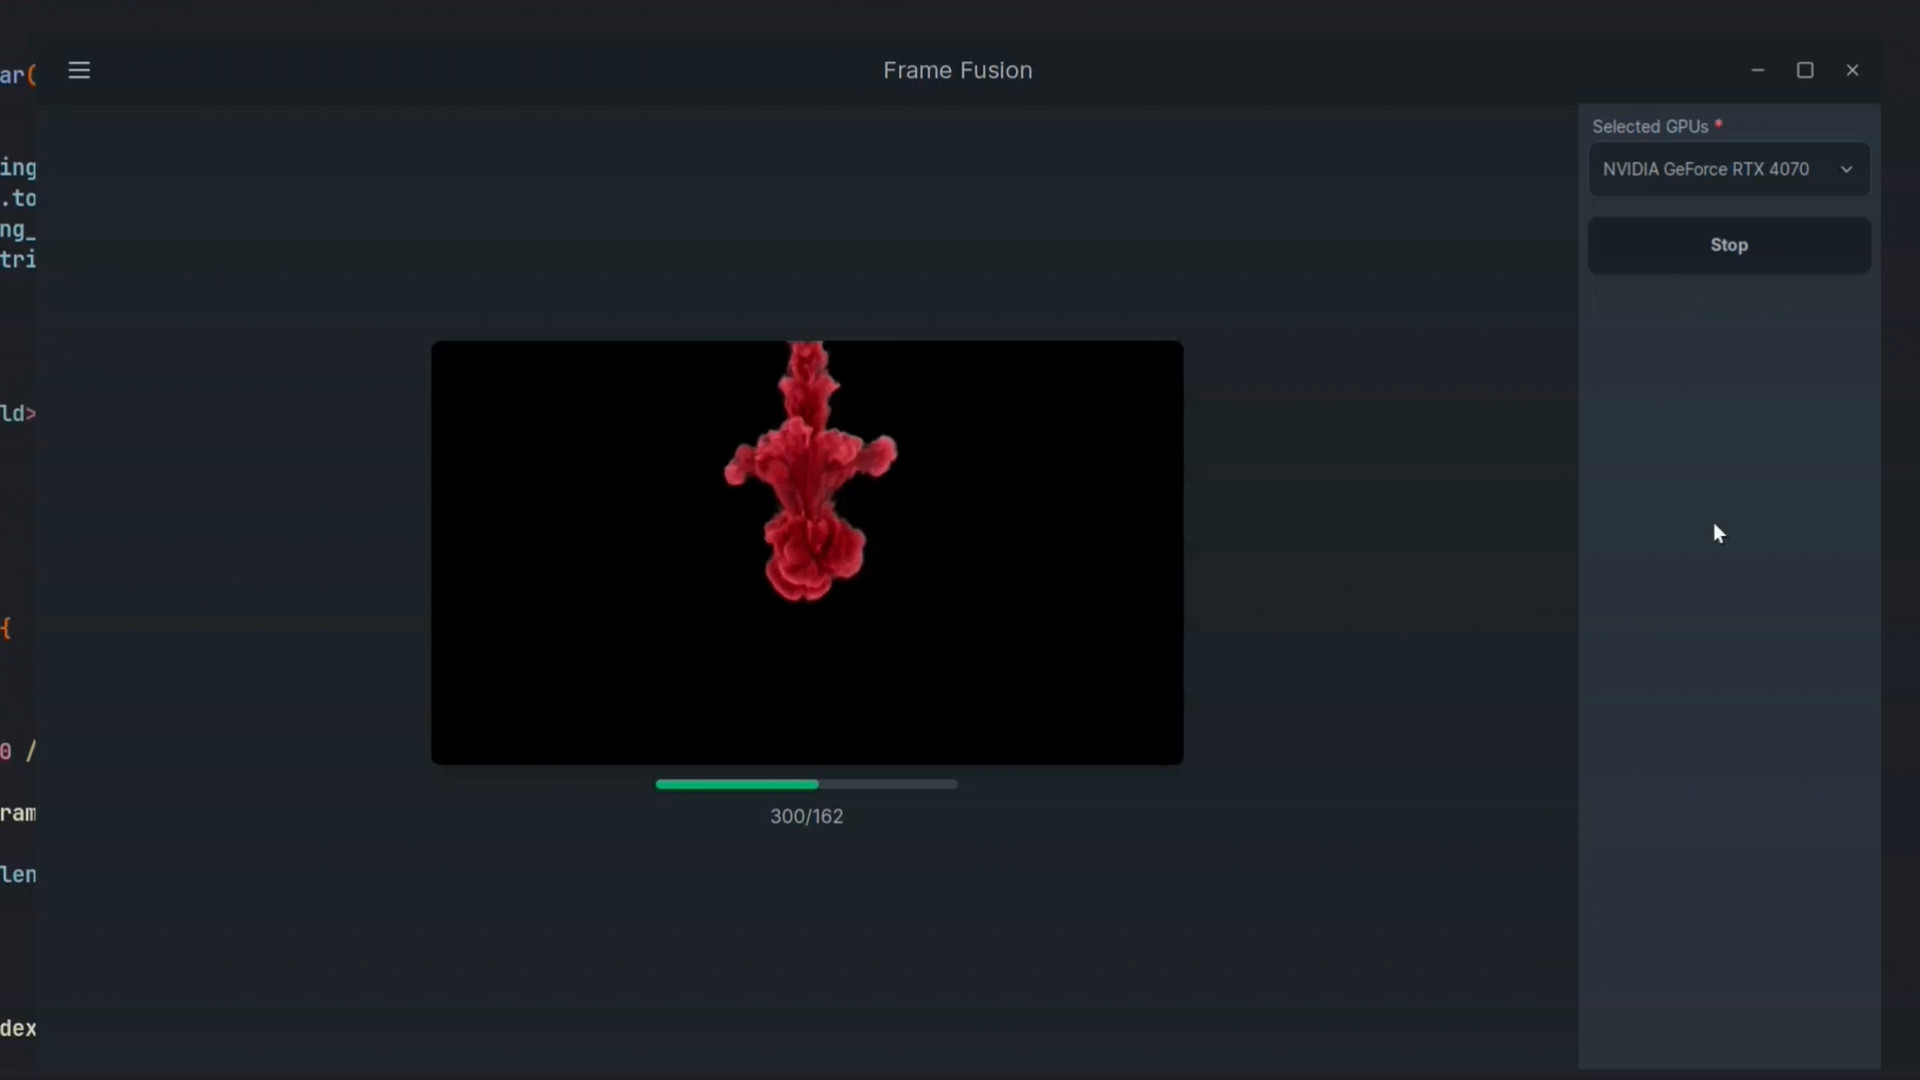 Frame Fusion
Selected GPUs *
NVIDIA GeForce RTX 4070
Stop
300/162
ar(
ing
.to
ng_
tri
ld>
{
0 /
ram
len
dex